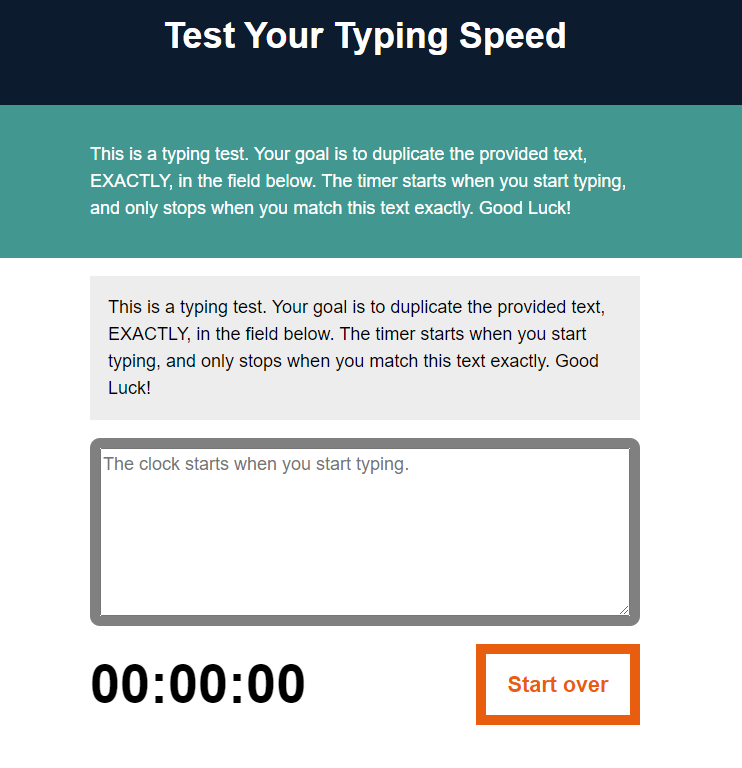 Test Your Typing Speed
This is a typing test. Your goal is to duplicate the provided text,
EXACTLY, in the field below. The timer starts when you start typing,
and only stops when you match this text exactly. Good Luck!
This is a typing test. Your goal is to duplicate the provided text,
EXACTLY, in the field below. The timer starts when you start
typing, and only stops when you match this text exactly. Good
Luck!
The clock starts when you start typing.
00:00:00
Start over